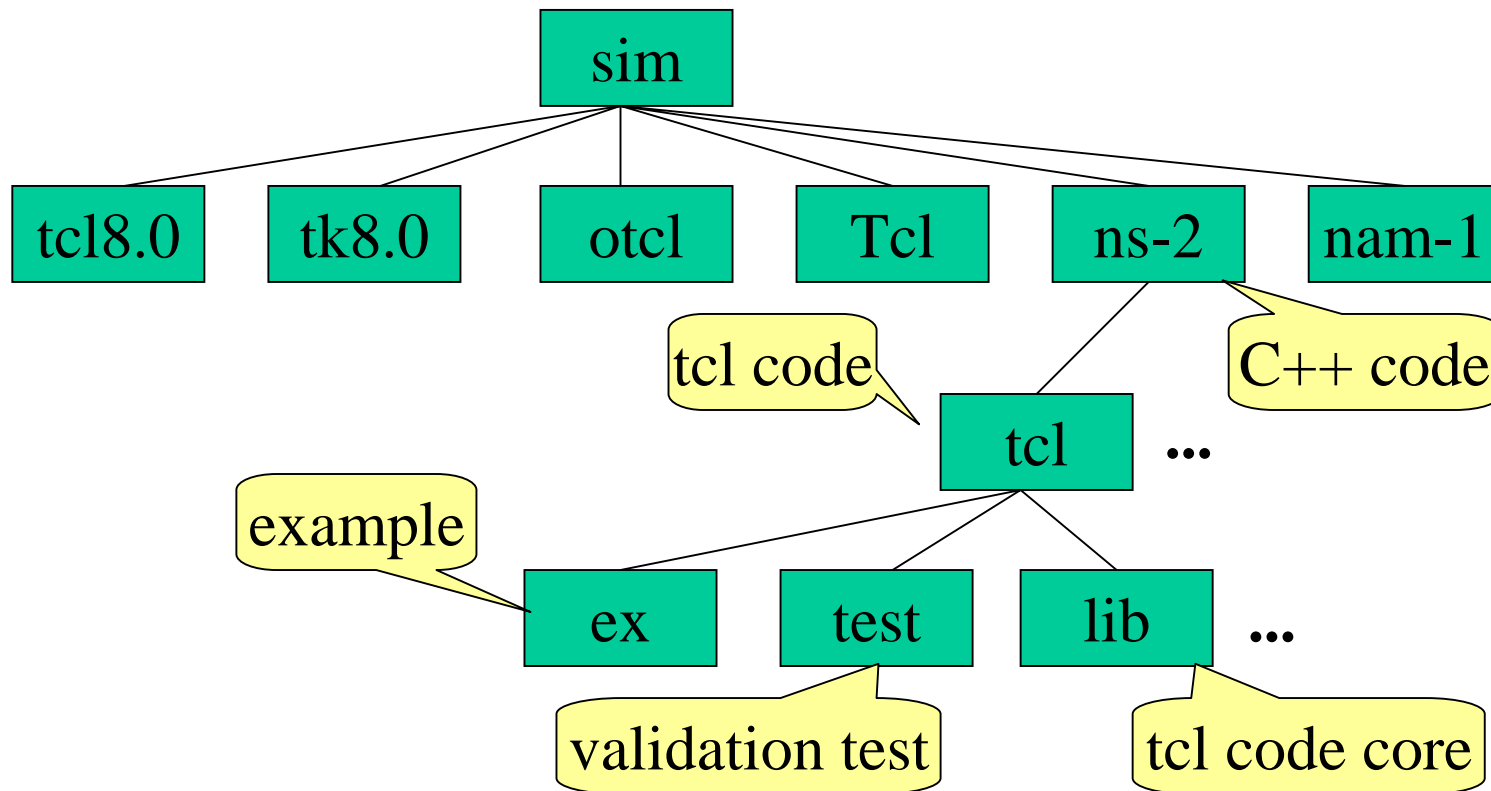 sim
tcl8.0
tk8.0
otcl
Tcl
ns-2
nam-1
tcl code
C++ code
tcl
...
example
ex
test
lib
...
validation test
tcl code core